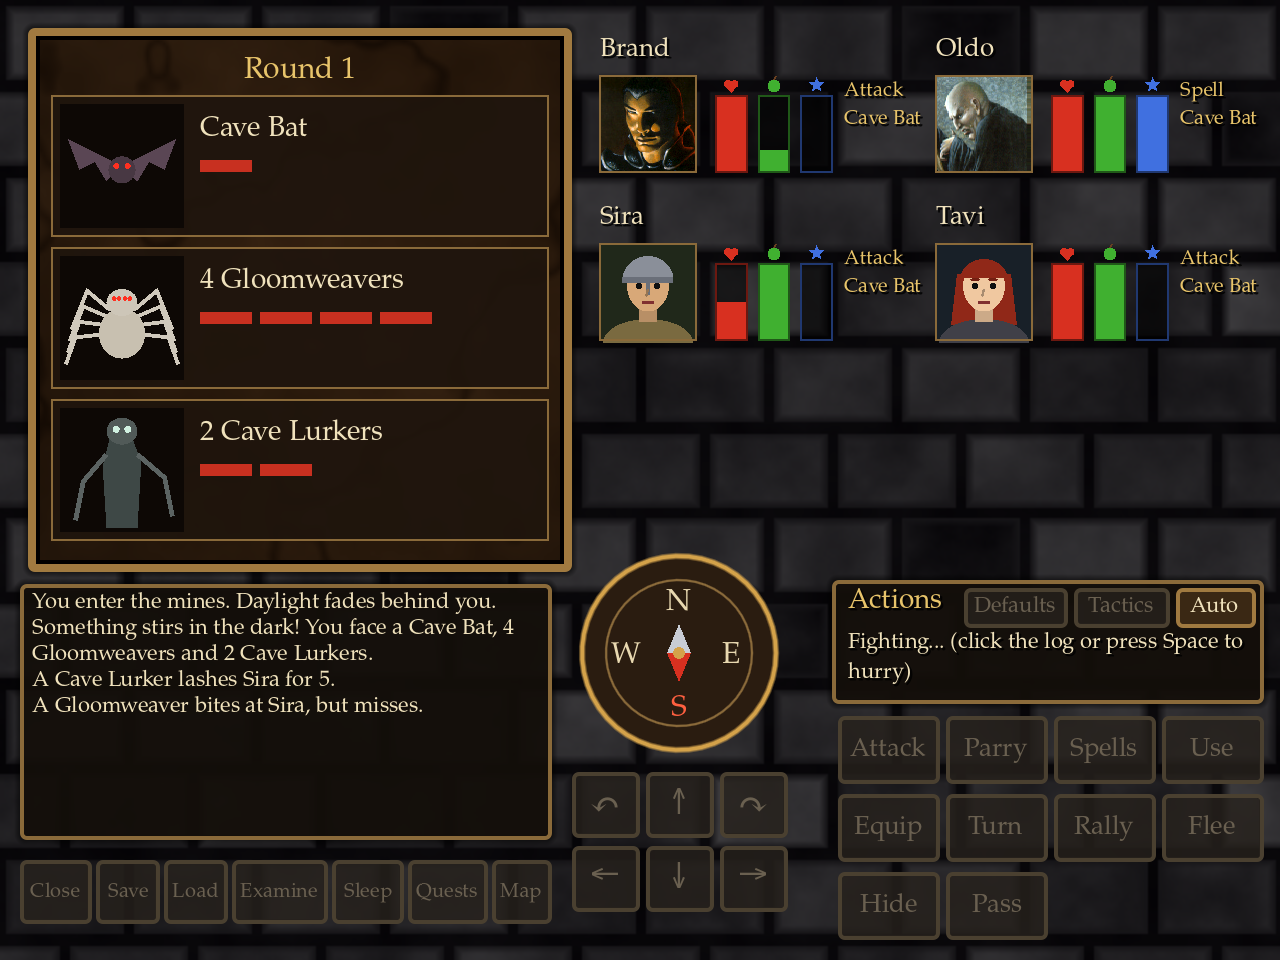 Round 1
Cave Bat
4 Gloomweavers
2 Cave Lurkers
Brand
Attack
Cave Bat
Oldo
Spell
Cave Bat
Sira
Attack
Cave Bat
Tavi
Attack
Cave Bat
You enter the mines. Daylight fades behind you.
Something stirs in the dark! You face a Cave Bat, 4
Gloomweavers and 2 Cave Lurkers.
A Cave Lurker lashes Sira for 5.
A Gloomweaver bites at Sira, but misses.
N
W E
S
Actions Defaults Tactics Auto
Fighting... (click the log or press Space to
hurry)
Attack Parry Spells Use
Equip Turn Rally Flee
Hide Pass
Close Save Load Examine Sleep Quests Map